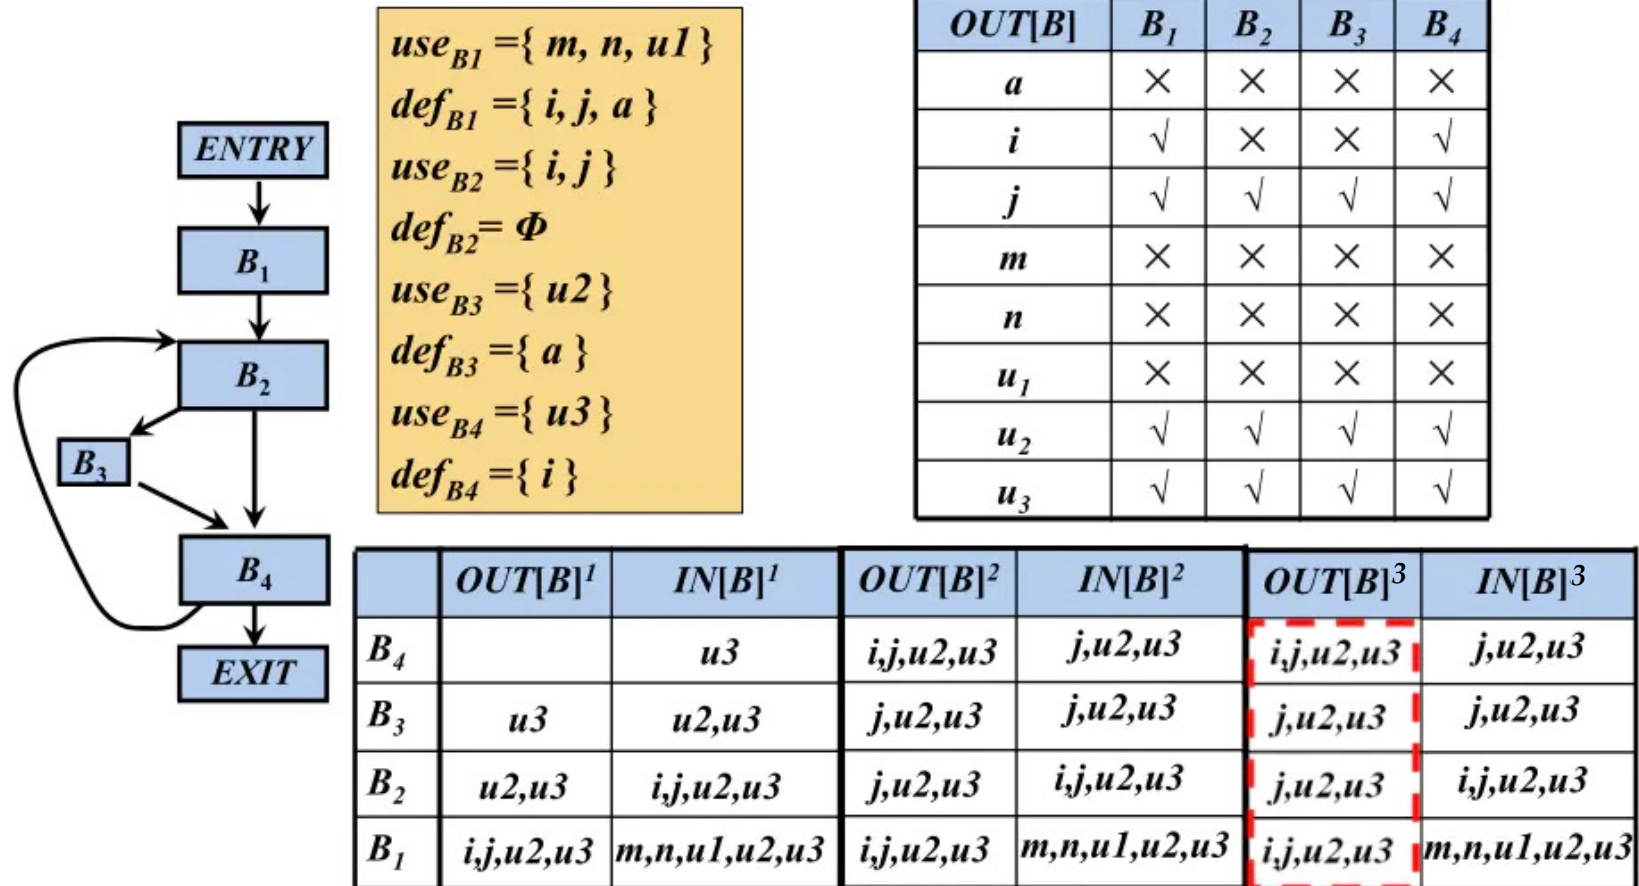 ENTRY
B1
B2
B3
B4
EXIT
useB1 ={ m, n, u1 }
defB1 ={ i, j, a }
useB2 ={ i, j }
defB2= Φ
useB3 ={ u2 }
defB3 ={ a }
useB4 ={ u3 }
defB4 ={ i }
OUT[B] B1 B2 B3 B4
a × × × ×
i √ × × √
j √ √ √ √
m × × × ×
n × × × ×
u1 × × × ×
u2 √ √ √ √
u3 √ √ √ √
OUT[B]1 IN[B]1 OUT[B]2 IN[B]2 OUT[B]3 IN[B]3
B4 u3 i,j,u2,u3 j,u2,u3 i,j,u2,u3 j,u2,u3
B3 u3 u2,u3 j,u2,u3 j,u2,u3 j,u2,u3 j,u2,u3
B2 u2,u3 i,j,u2,u3 j,u2,u3 i,j,u2,u3 j,u2,u3 i,j,u2,u3
B1 i,j,u2,u3 m,n,u1,u2,u3 i,j,u2,u3 m,n,u1,u2,u3 i,j,u2,u3 m,n,u1,u2,u3